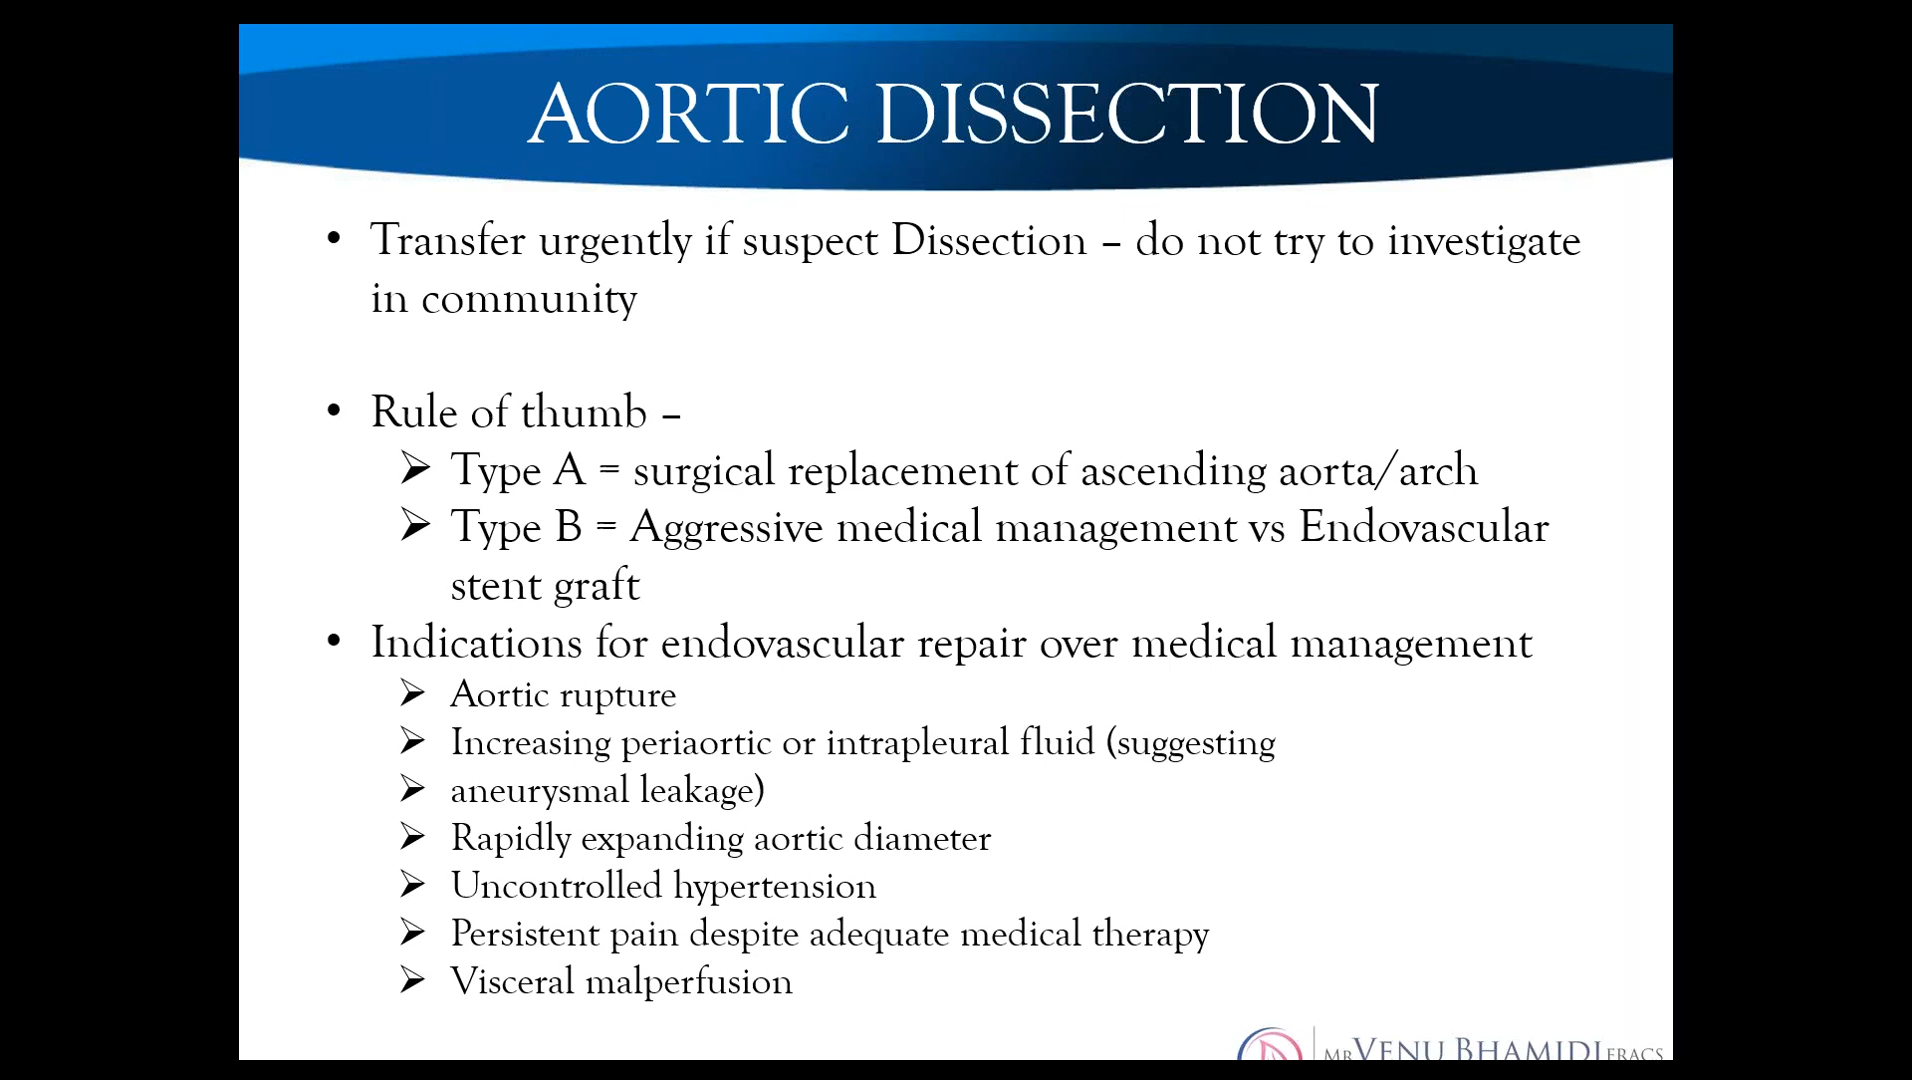 AORTIC DISSECTION
• Transfer urgently if suspect Dissection – do not try to investigate
in community
• Rule of thumb –
➢ Type A = surgical replacement of ascending aorta/arch
➢ Type B = Aggressive medical management vs Endovascular
stent graft
• Indications for endovascular repair over medical management
➢ Aortic rupture
➢ Increasing periaortic or intrapleural fluid (suggesting
➢ aneurysmal leakage)
➢ Rapidly expanding aortic diameter
➢ Uncontrolled hypertension
➢ Persistent pain despite adequate medical therapy
➢ Visceral malperfusion
MR VENU BHAMIDI FRACS